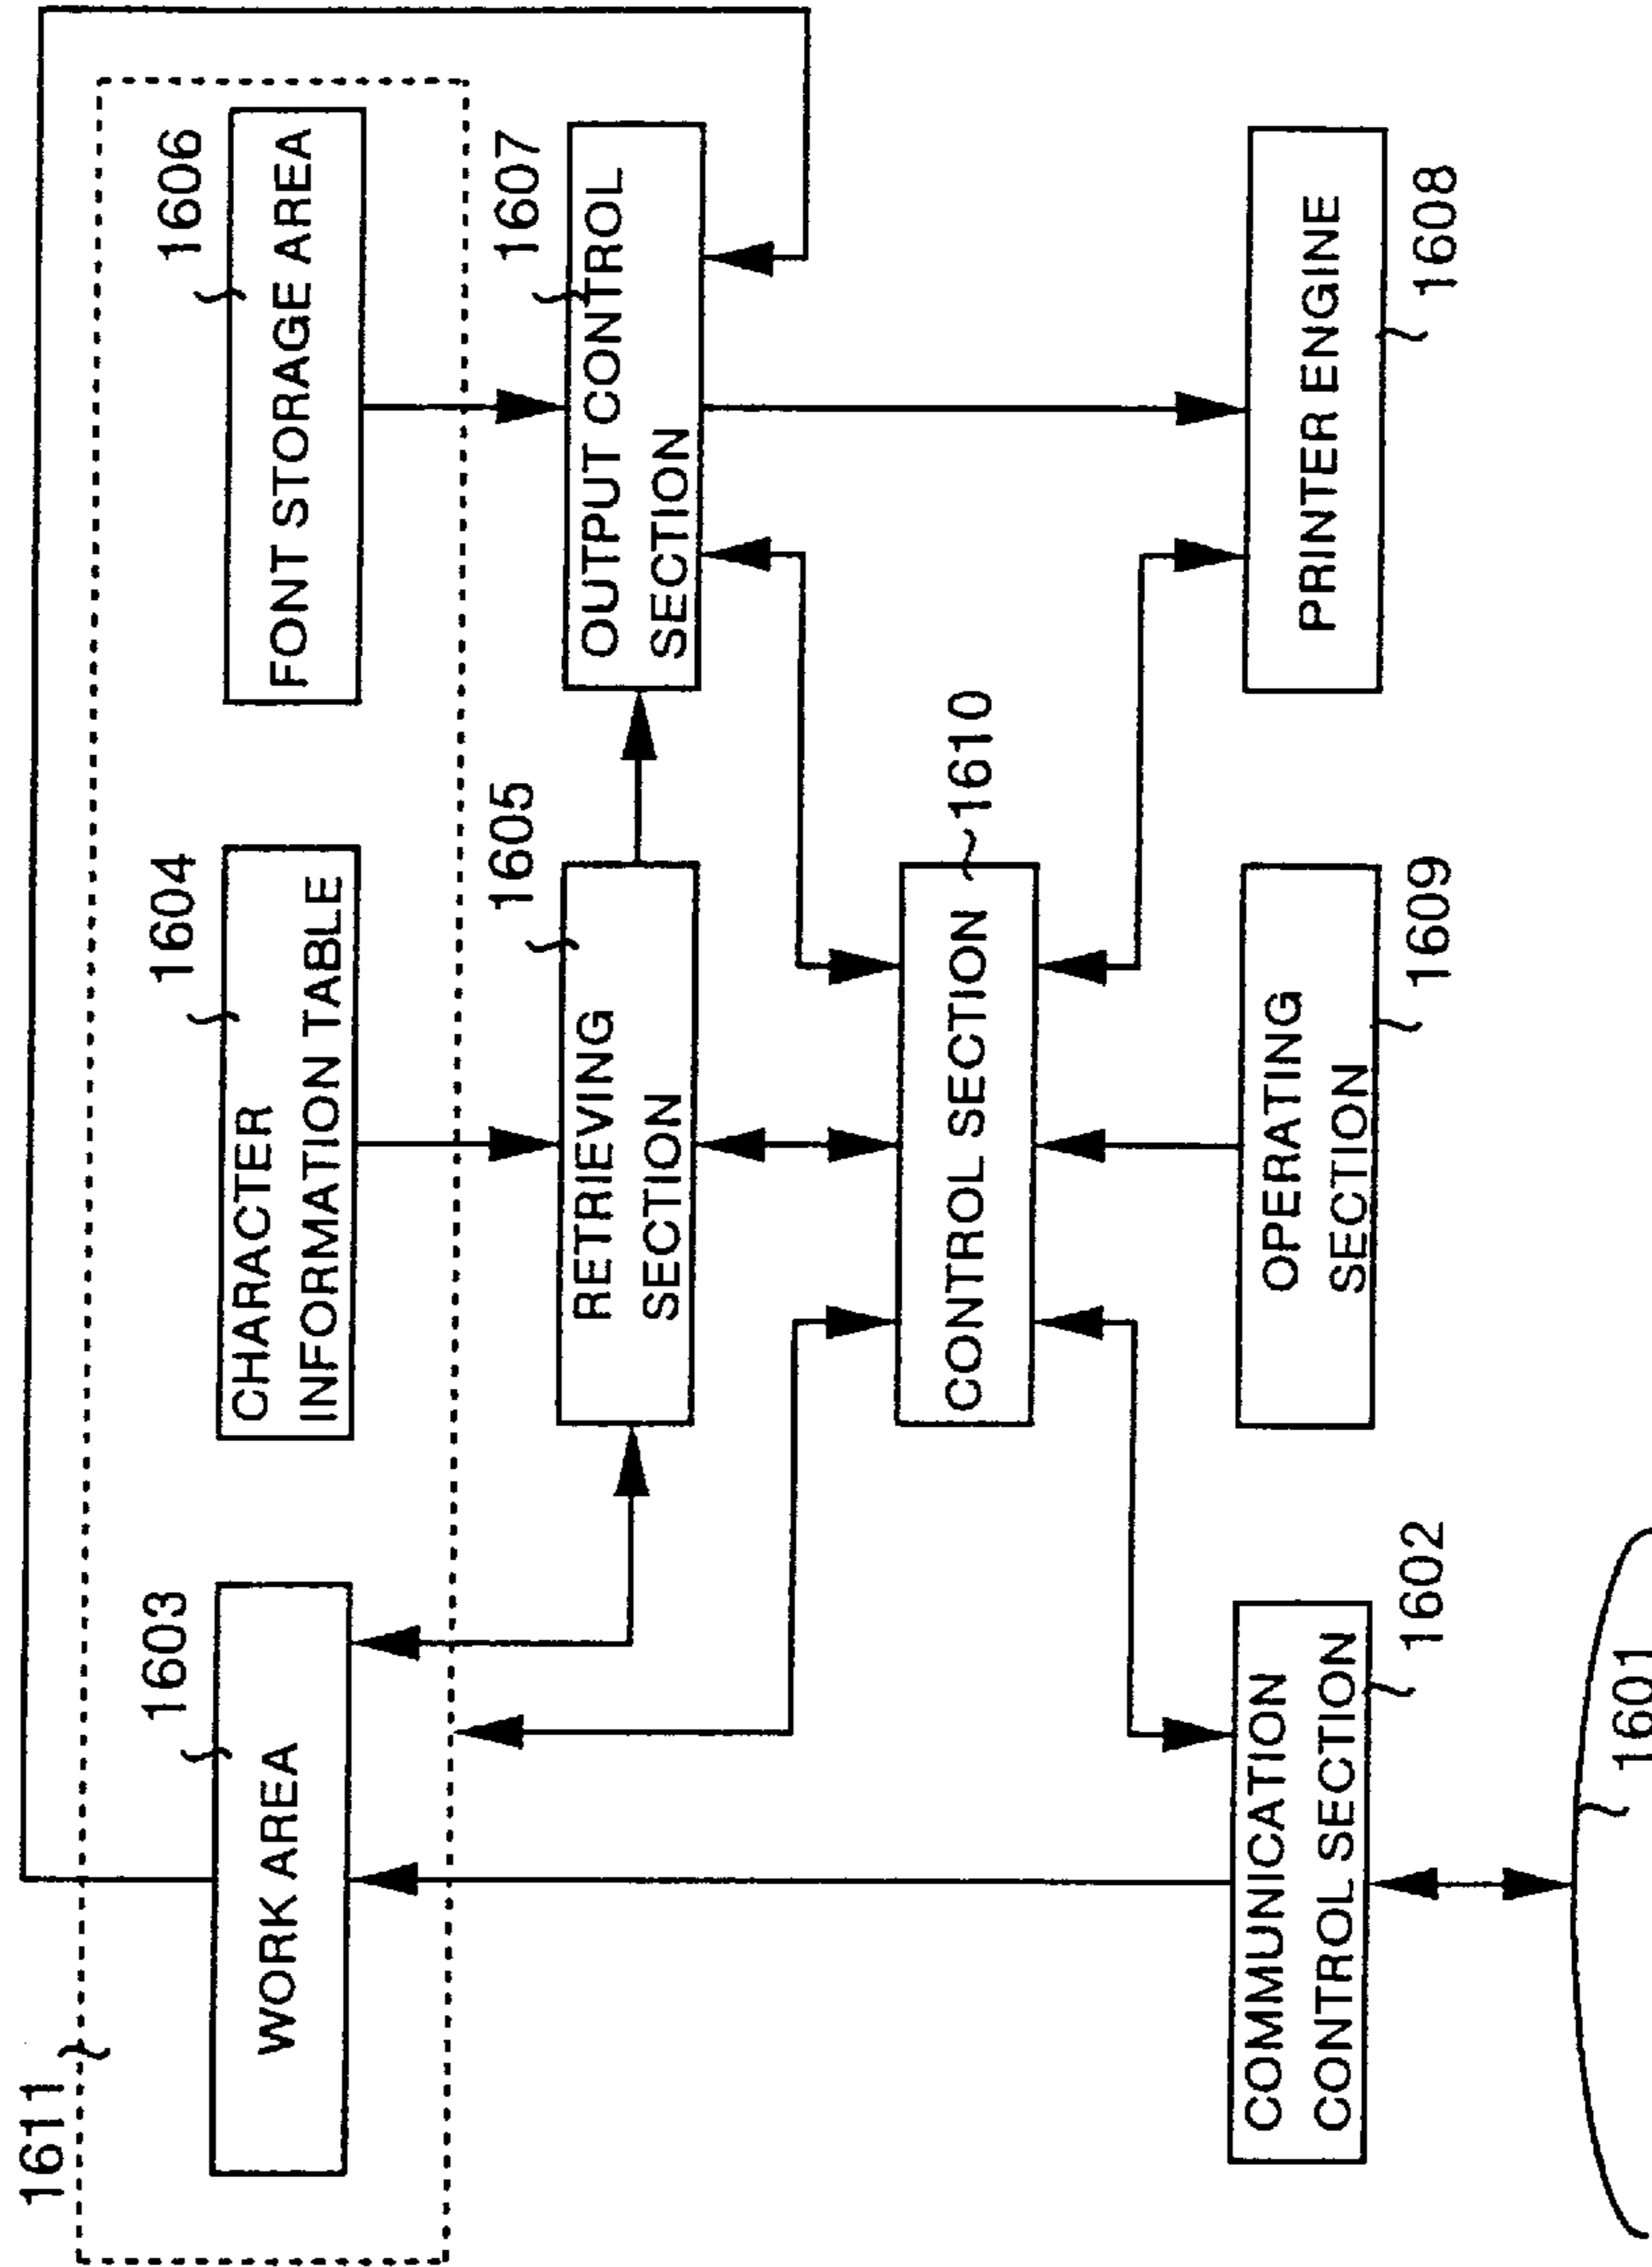 1611
1603
WORK AREA
1604
CHARACTER
INFORMATION TABLE
1606
FONT STORAGE AREA
1605
RETRIEVING
SECTION
1607
OUTPUT CONTROL
SECTION
CONTROL SECTION
1610
COMMUNICATION
CONTROL SECTION
1602
OPERATING
SECTION
1609
PRINTER ENGINE
1608
1601